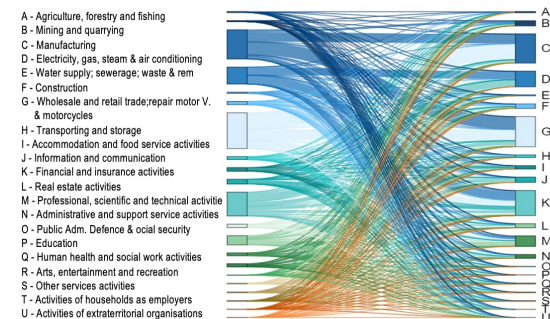 A - Agriculture, forestry and fishing
B - Mining and quarrying
C - Manufacturing
D - Electricity, gas, steam & air conditioning
E - Water supply; sewerage; waste & rem
F - Construction
G - Wholesale and retail trade;repair motor V.
& motorcycles
H - Transporting and storage
I - Accommodation and food service activities
J - Information and communication
K - Financial and insurance activities
L - Real estate activities
M - Professional, scientific and technical activitie
N - Administrative and support service activities
O - Public Adm. Defence & ocial security
P - Education
Q - Human health and social work activities
R - Arts, entertainment and recreation
S - Other services activities
T - Activities of households as employers
U - Activities of extraterritorial organisations
A
B
C
D
E
F
G
H
I
J
K
L
M
N
O
P
Q
R
S
T
U